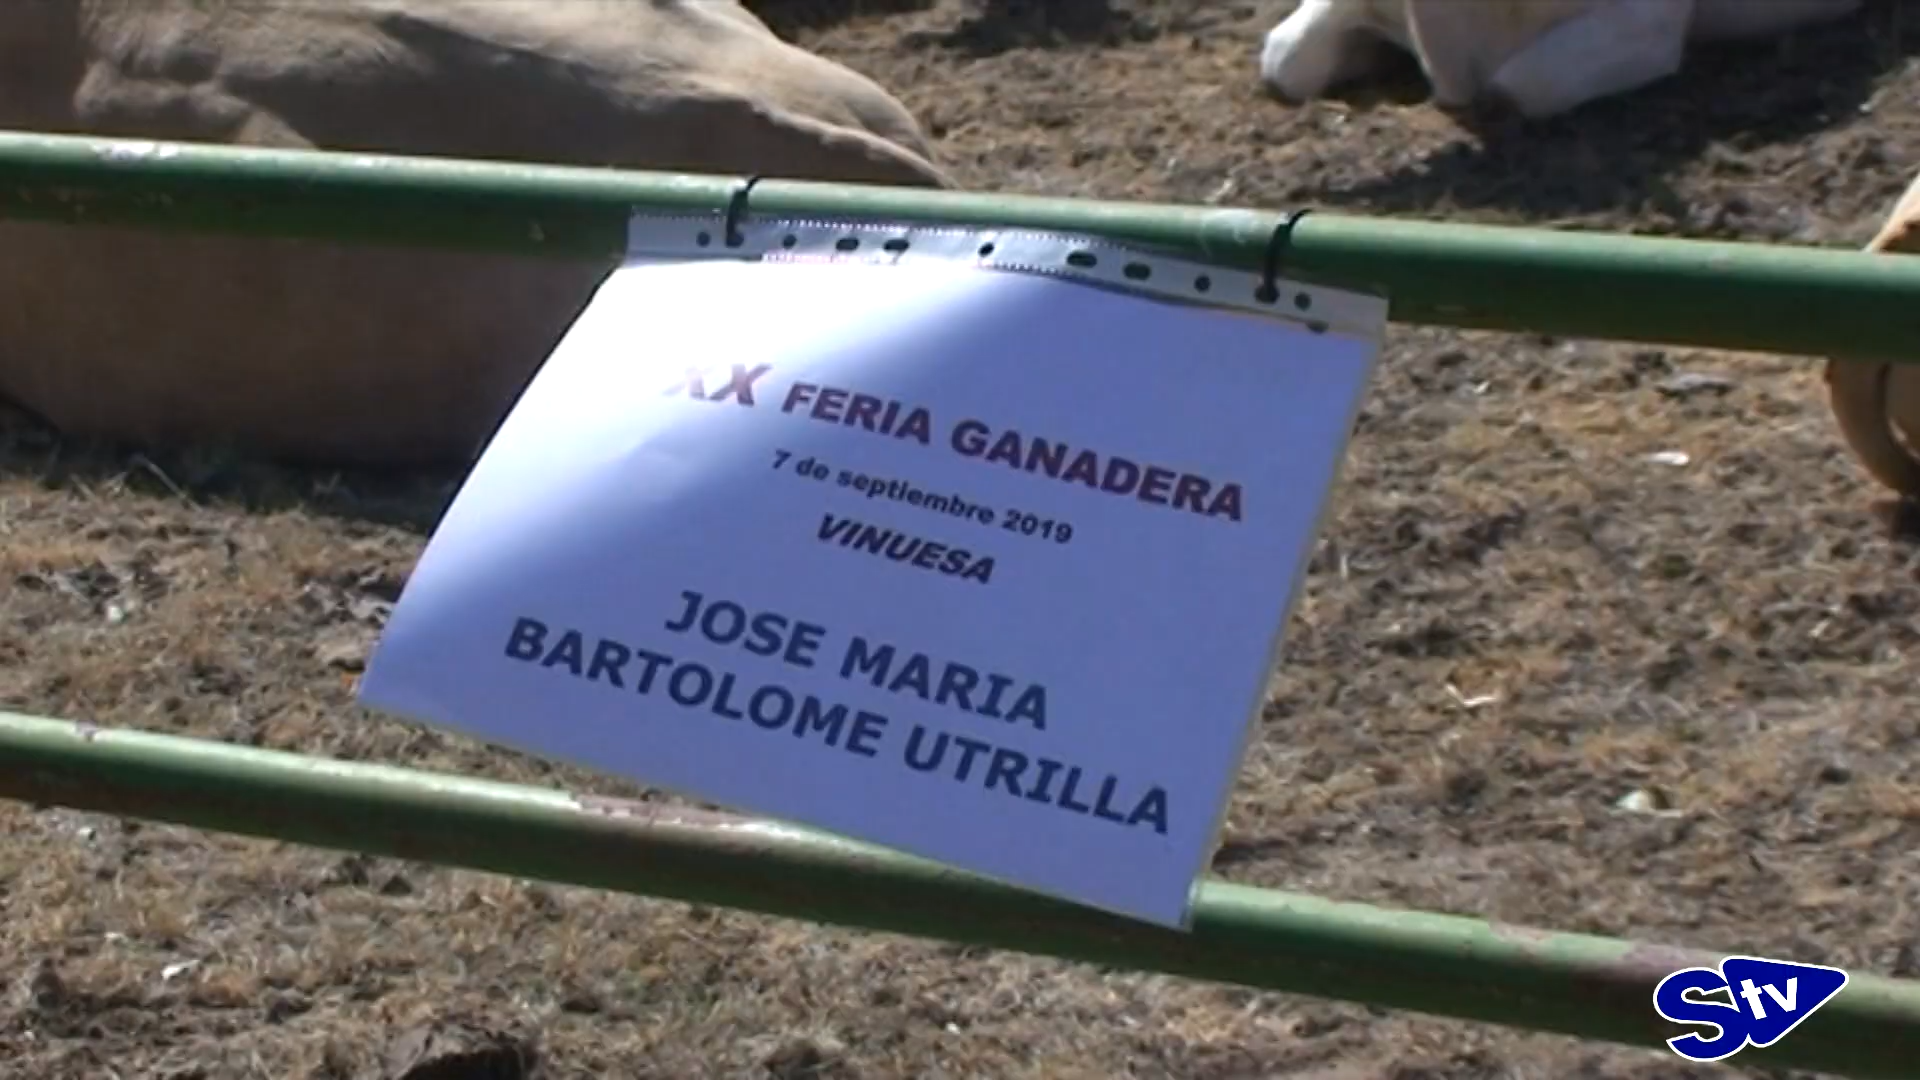 XX FERIA GANADERA
7 de septiembre 2019
VINUESA
JOSE MARIA
BARTOLOME UTRILLA
Stv